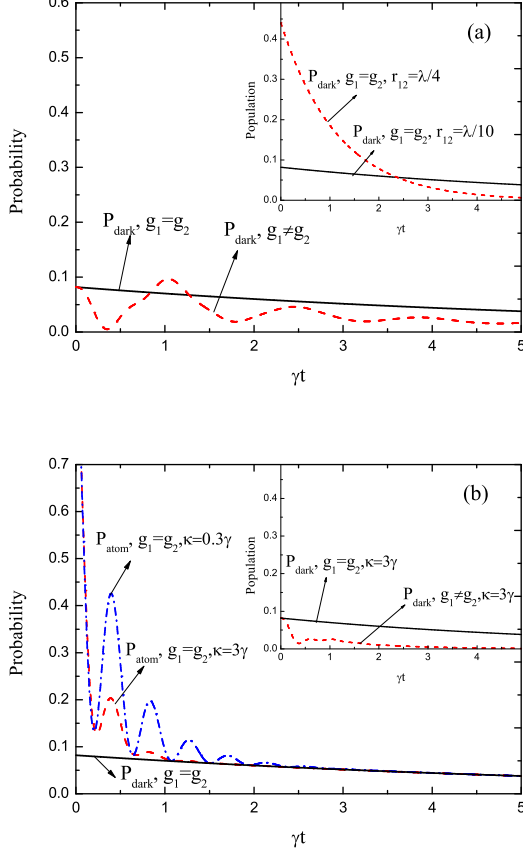 0.6
0.5
0.4
0.3
0.2
0.1
0.0
Probability
0 1 2 3 4 5
γt
(a)
P_dark, g_1=g_2
P_dark, g_1≠g_2
0.4
0.3
0.2
0.1
0.0
Population
0 1 2 3 4 5
γt
P_dark, g_1=g_2, r_12=λ/4
P_dark, g_1=g_2, r_12=λ/10
0.7
0.6
0.5
0.4
0.3
0.2
0.1
0.0
Probability
0 1 2 3 4 5
γt
(b)
P_atom, g_1=g_2,κ=0.3γ
P_atom, g_1=g_2,κ=3γ
P_dark, g_1=g_2
0.4
0.3
0.2
0.1
0.0
Population
0 1 2 3 4 5
γt
P_dark, g_1=g_2,κ=3γ
P_dark, g_1≠g_2,κ=3γ